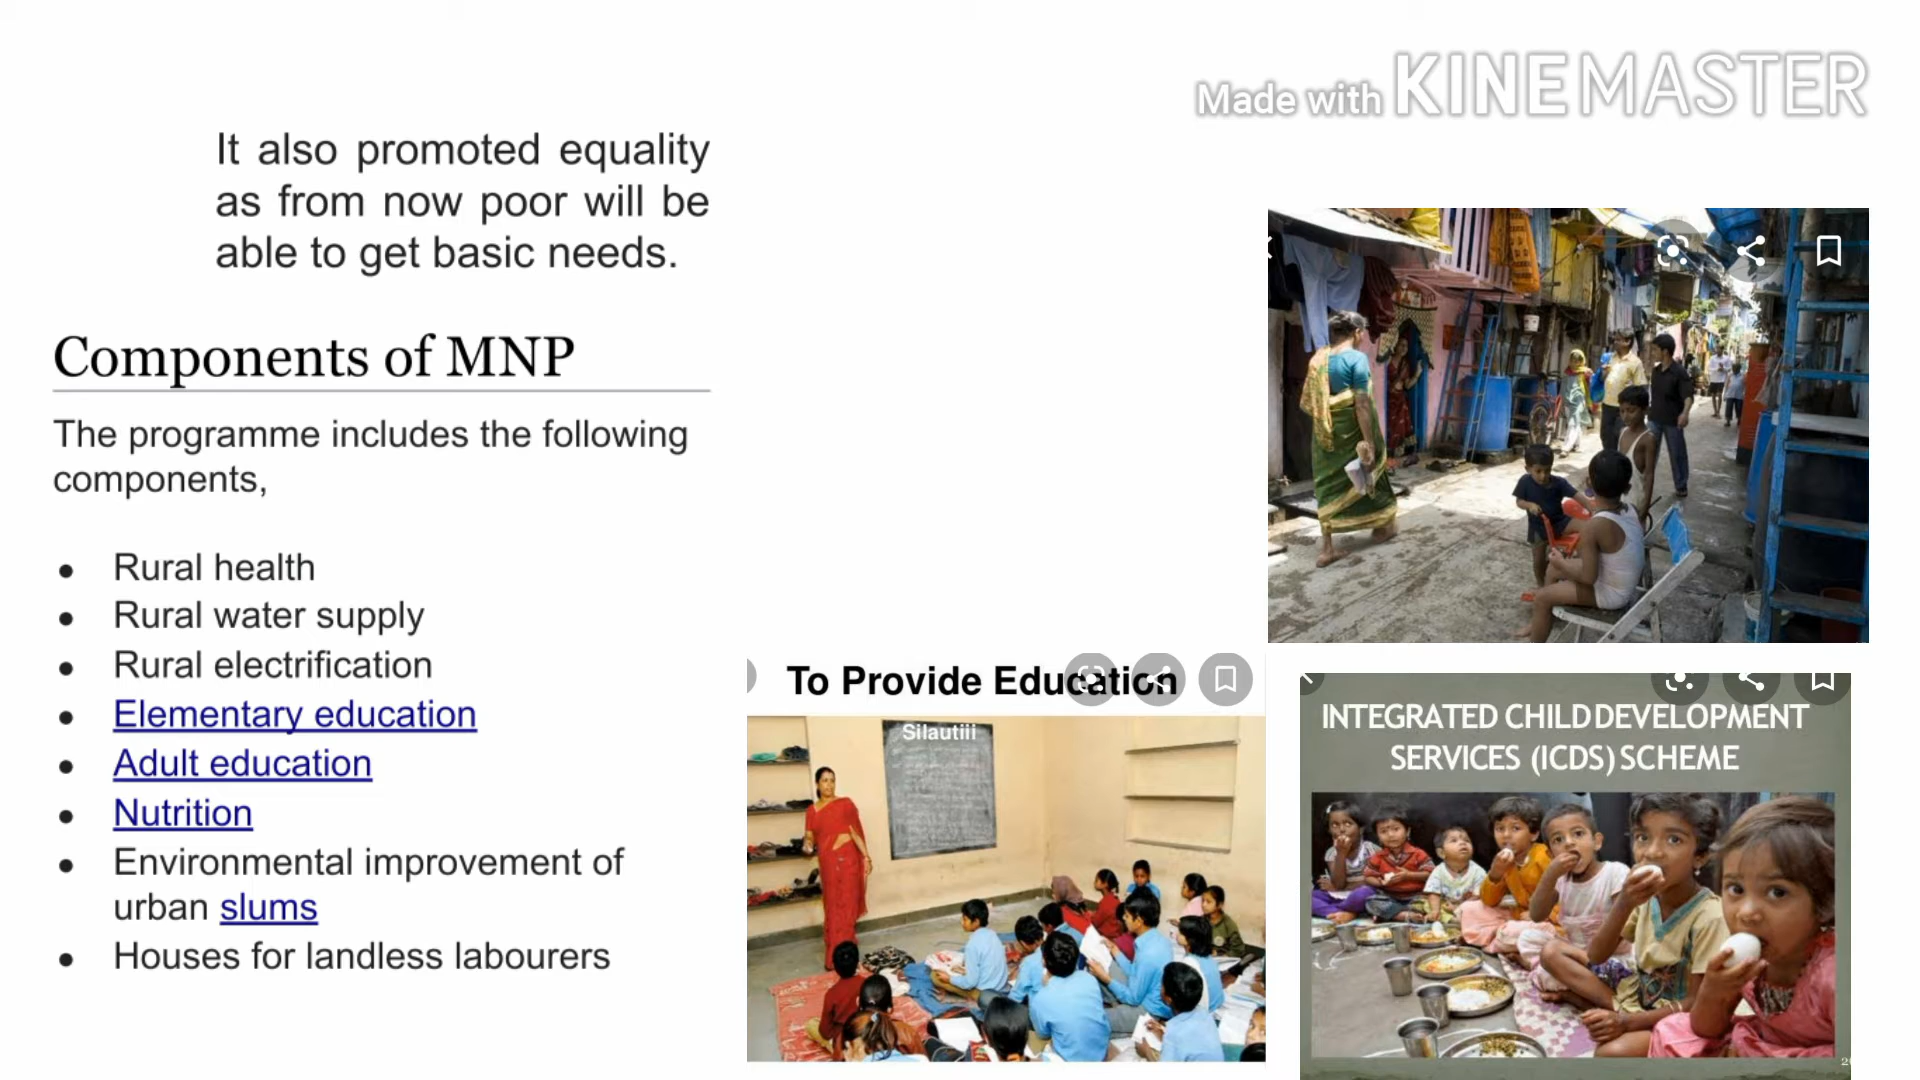 Made with KINEMASTER
It also promoted equality
as from now poor will be
able to get basic needs.
Components of MNP
The programme includes the following
components,
● Rural health
● Rural water supply
● Rural electrification
● Elementary education
● Adult education
● Nutrition
● Environmental improvement of
urban slums
● Houses for landless labourers
To Provide Education
Silautiii
INTEGRATED CHILD DEVELOPMENT
SERVICES (ICDS) SCHEME